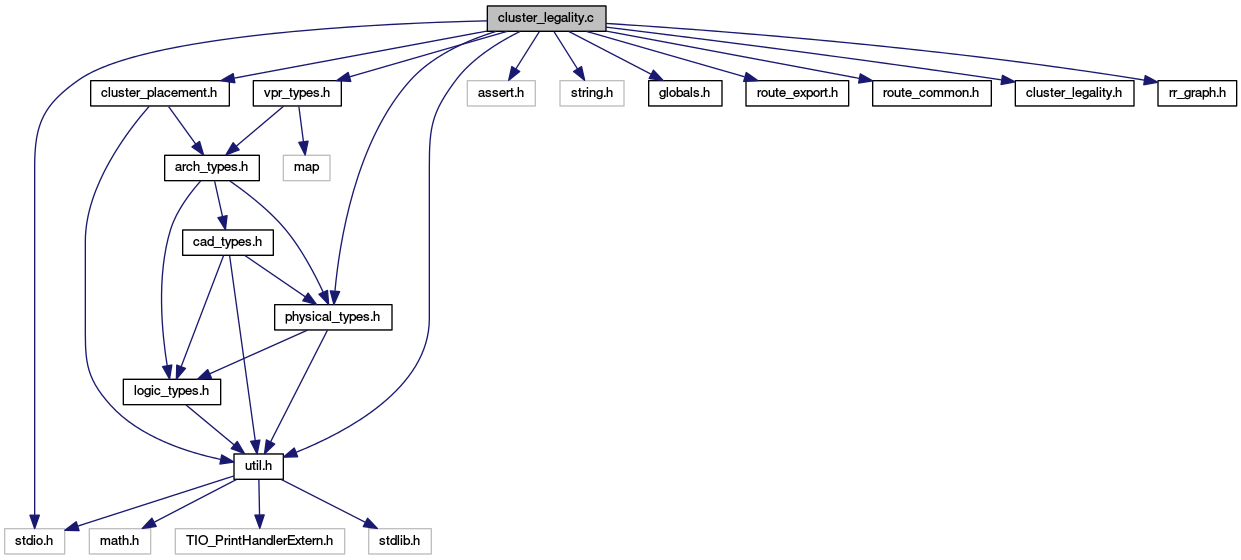 cluster_legality.c
cluster_placement.h
vpr_types.h
assert.h
string.h
globals.h
route_export.h
route_common.h
cluster_legality.h
rr_graph.h
arch_types.h
map
cad_types.h
physical_types.h
logic_types.h
util.h
stdio.h
math.h
TIO_PrintHandlerExtern.h
stdlib.h